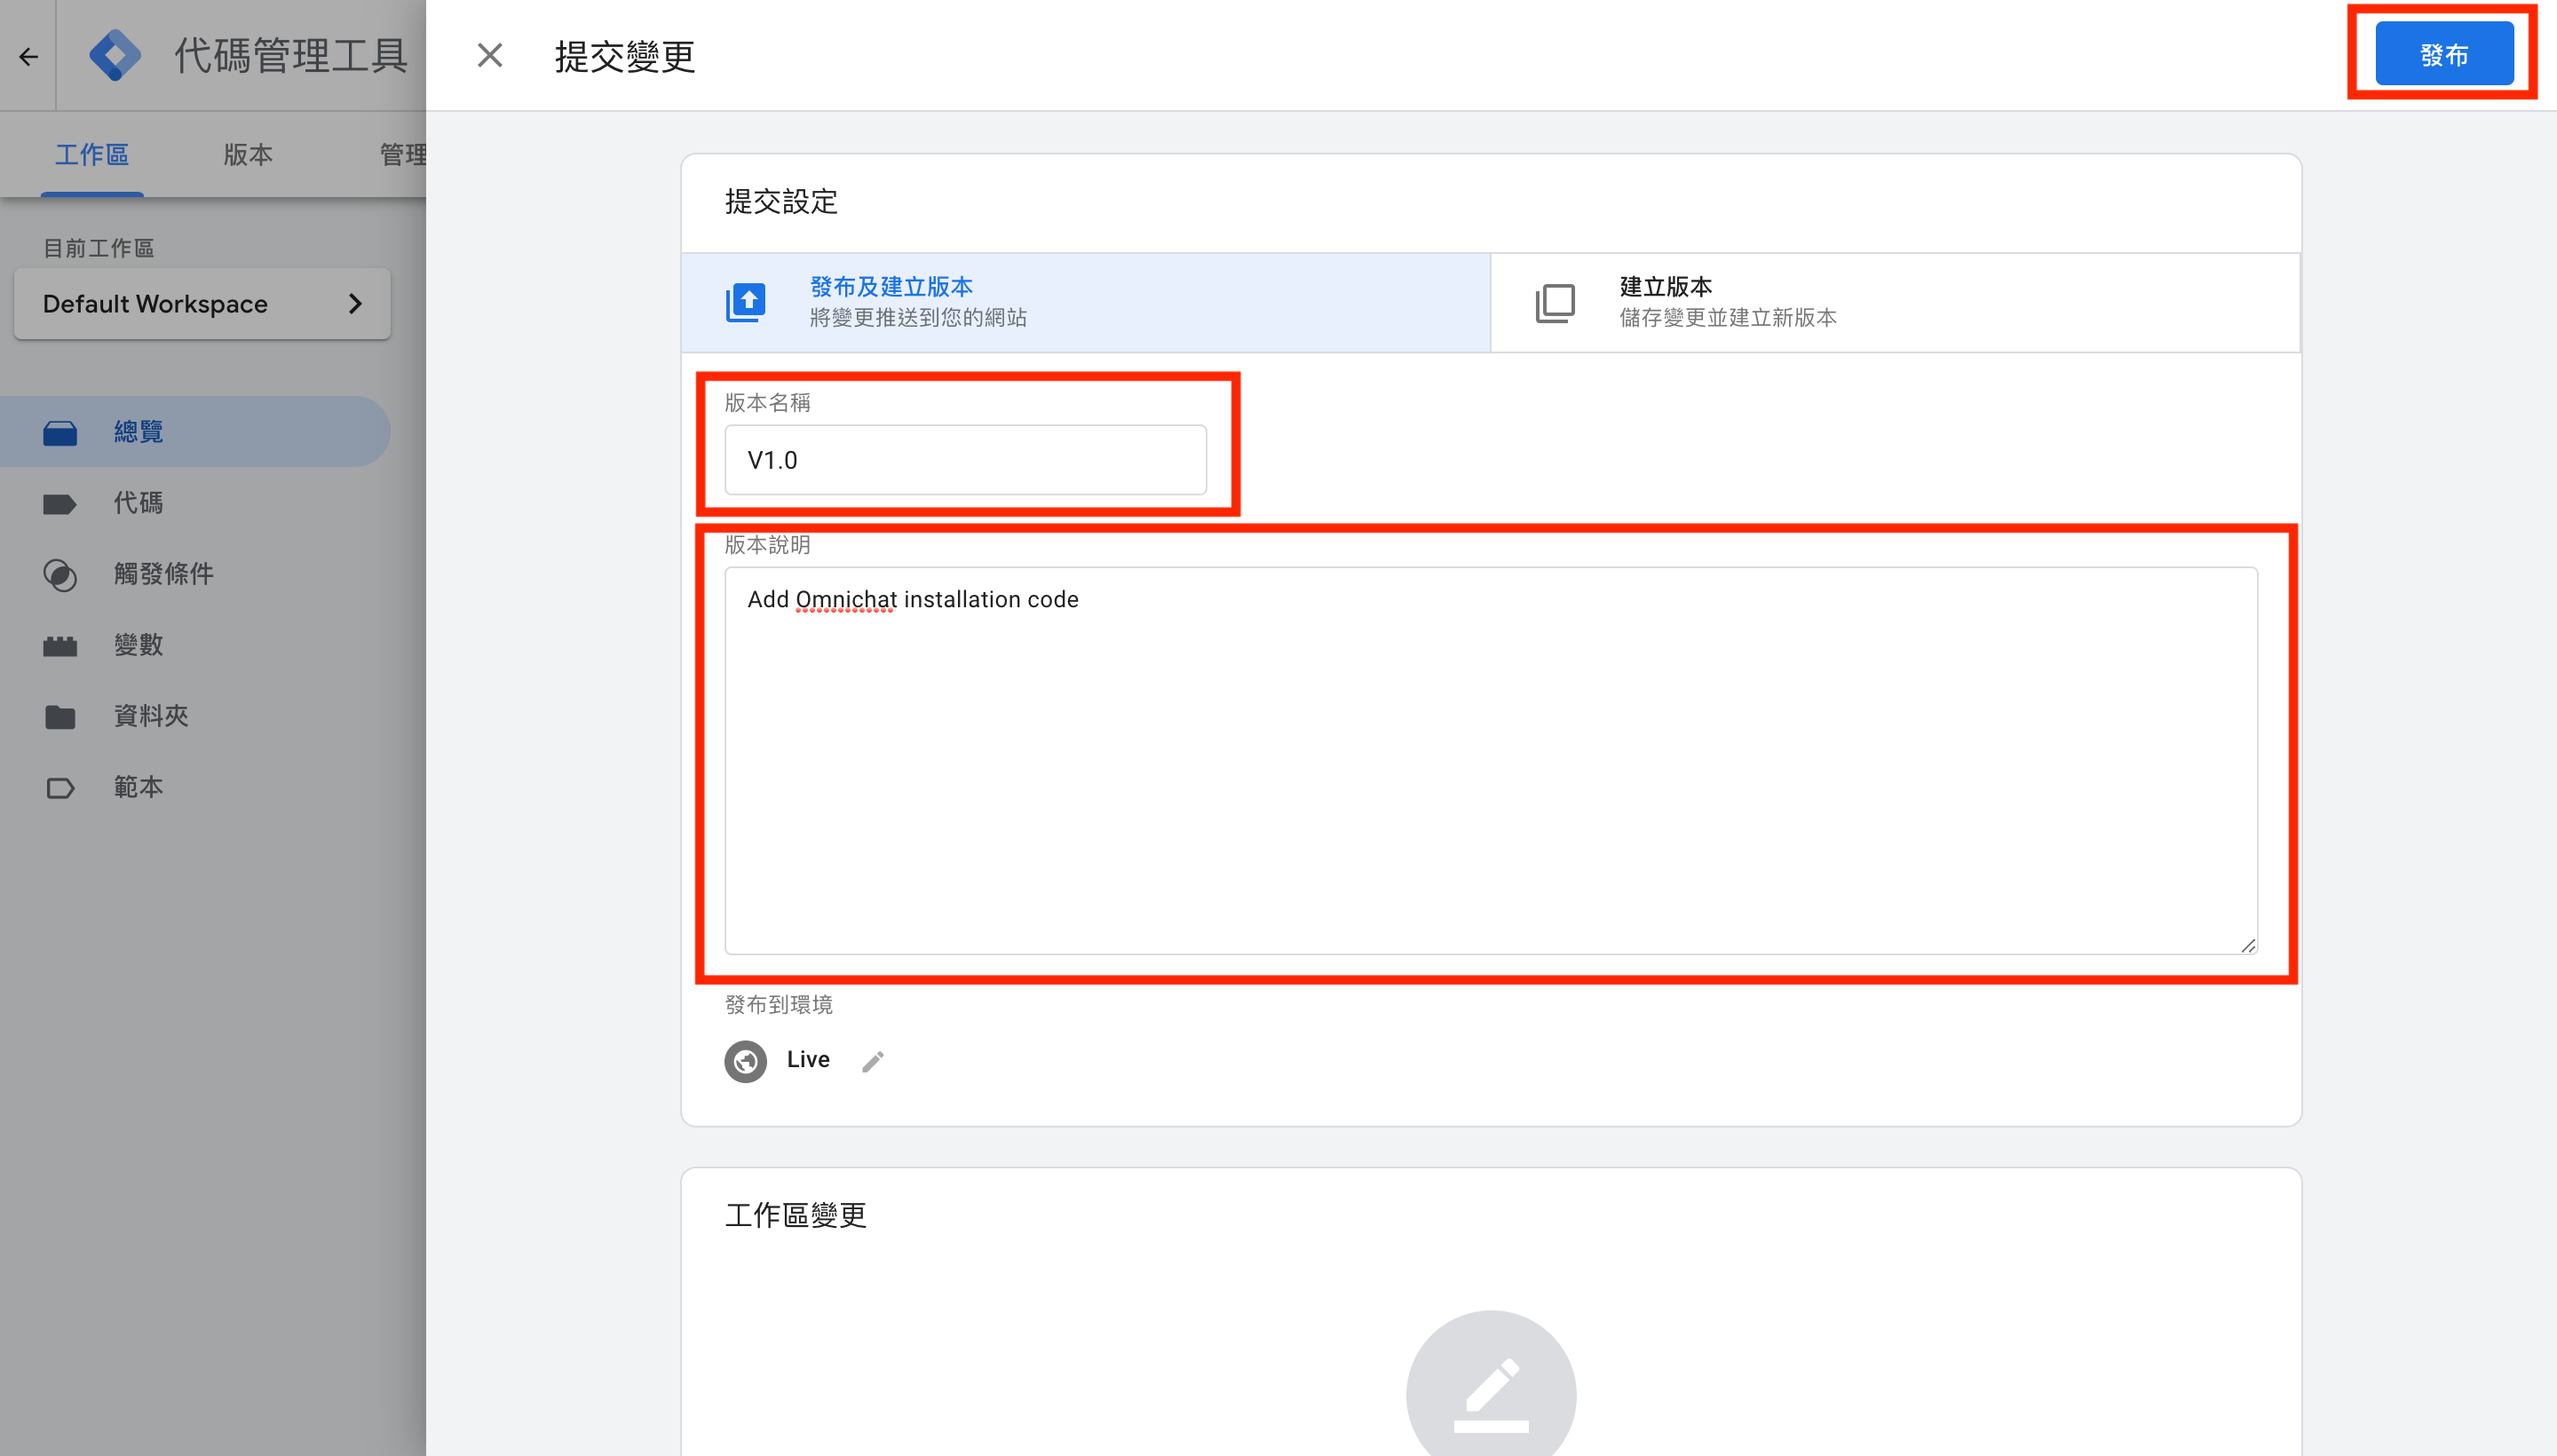 代碼管理工具
提交變更
發布
工作區
版本
管理
目前工作區
Default Workspace
總覽
代碼
觸發條件
變數
資料夾
範本
提交設定
發布及建立版本
將變更推送到您的網站
建立版本
儲存變更並建立新版本
版本名稱
V1.0
版本說明
Add Omnichat installation code
發布到環境
Live
工作區變更